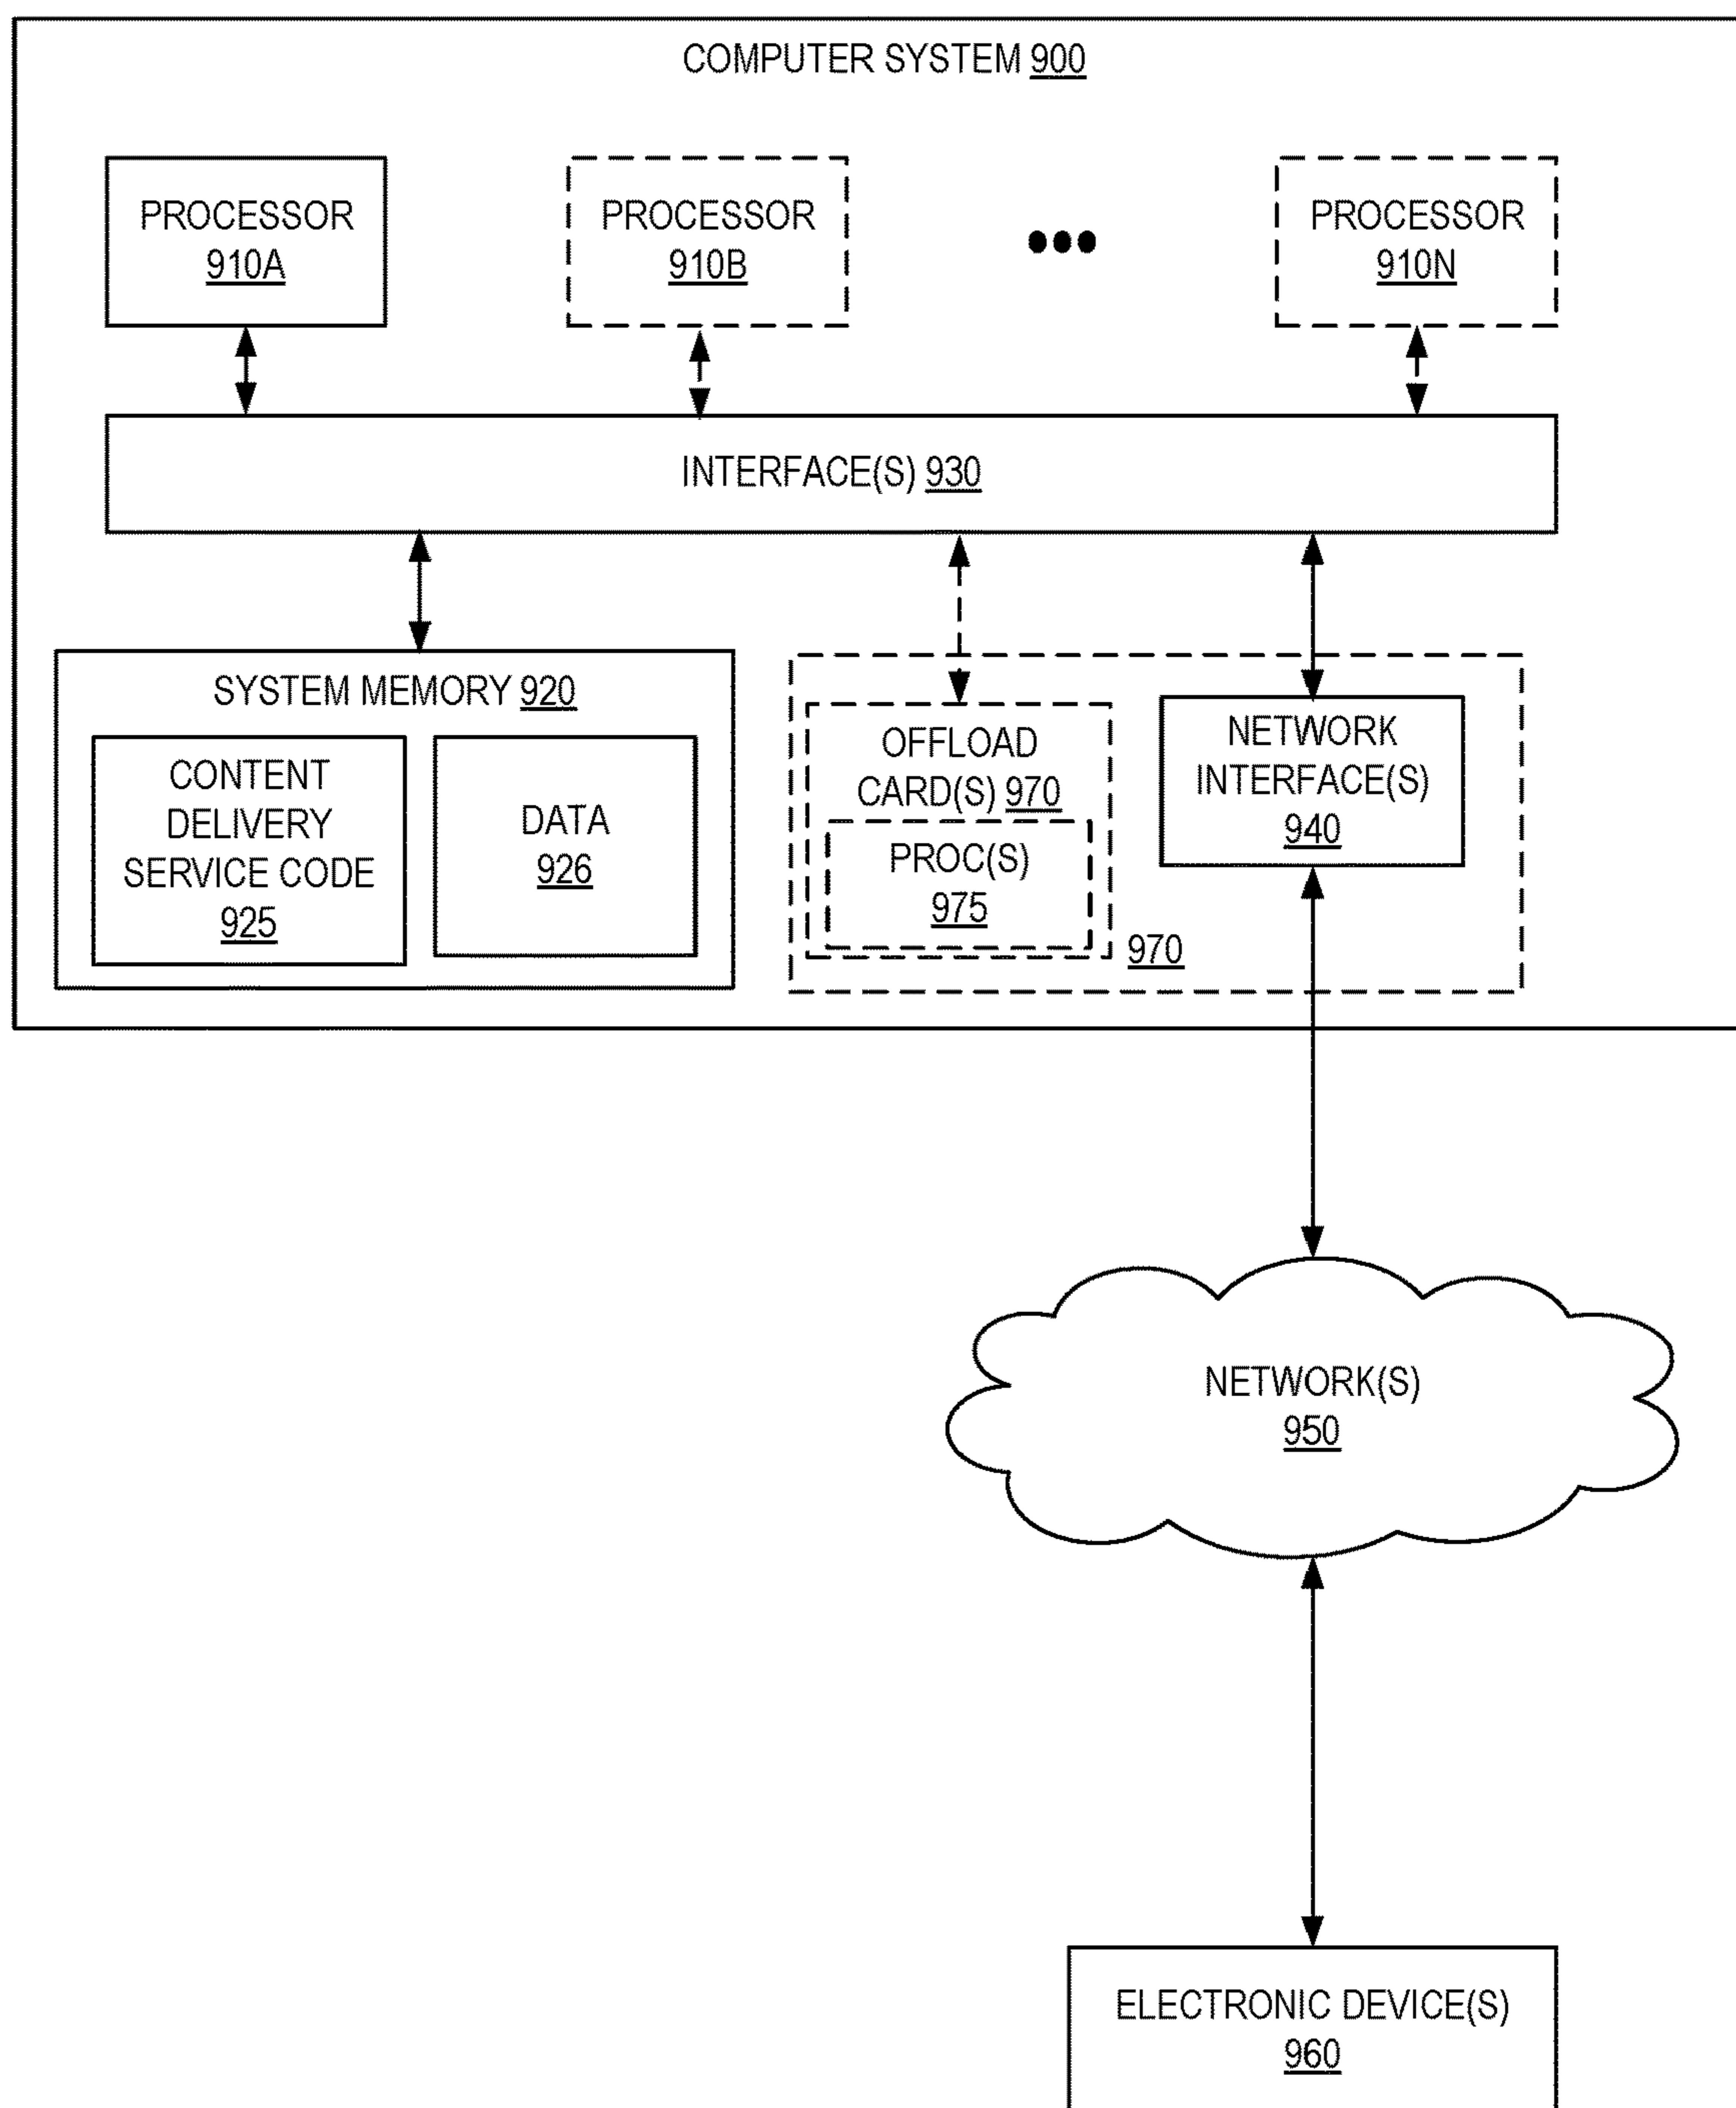 COMPUTER SYSTEM 900
PROCESSOR
910A
PROCESSOR
910B
PROCESSOR
910N
INTERFACE(S) 930
SYSTEM MEMORY 920
CONTENT
DELIVERY
SERVICE CODE
925
DATA
926
OFFLOAD
CARD(S) 970
PROC(S)
975
970
NETWORK
INTERFACE(S)
940
NETWORK(S)
950
ELECTRONIC DEVICE(S)
960